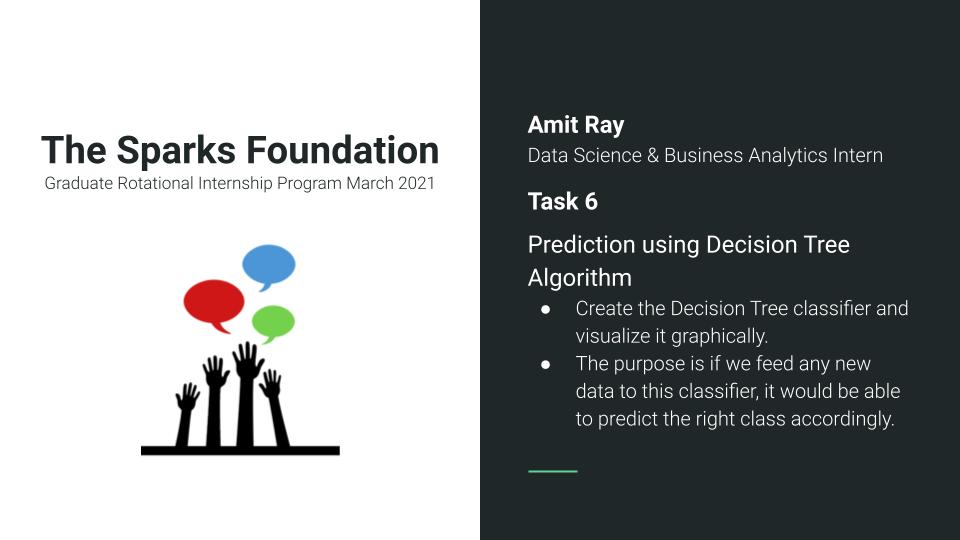 The Sparks Foundation
Graduate Rotational Internship Program March 2021
Amit Ray
Data Science & Business Analytics Intern
Task 6
Prediction using Decision Tree
Algorithm
● Create the Decision Tree classifier and
visualize it graphically.
● The purpose is if we feed any new
data to this classifier, it would be able
to predict the right class accordingly.